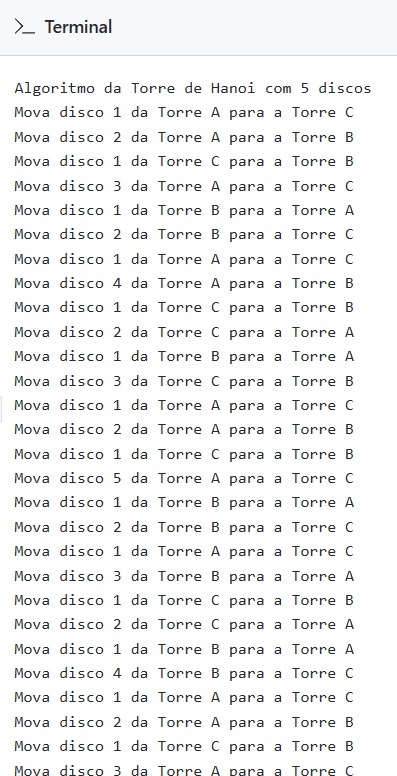 Terminal
Algoritmo da Torre de Hanoi com 5 discos
Mova disco 1 da Torre A para a Torre C
Mova disco 2 da Torre A para a Torre B
Mova disco 1 da Torre C para a Torre B
Mova disco 3 da Torre A para a Torre C
Mova disco 1 da Torre B para a Torre A
Mova disco 2 da Torre B para a Torre C
Mova disco 1 da Torre A para a Torre C
Mova disco 4 da Torre A para a Torre B
Mova disco 1 da Torre C para a Torre B
Mova disco 2 da Torre C para a Torre A
Mova disco 1 da Torre B para a Torre A
Mova disco 3 da Torre C para a Torre B
Mova disco 1 da Torre A para a Torre C
Mova disco 2 da Torre A para a Torre B
Mova disco 1 da Torre C para a Torre B
Mova disco 5 da Torre A para a Torre C
Mova disco 1 da Torre B para a Torre A
Mova disco 2 da Torre B para a Torre C
Mova disco 1 da Torre A para a Torre C
Mova disco 3 da Torre B para a Torre A
Mova disco 1 da Torre C para a Torre B
Mova disco 2 da Torre C para a Torre A
Mova disco 1 da Torre B para a Torre A
Mova disco 4 da Torre B para a Torre C
Mova disco 1 da Torre A para a Torre C
Mova disco 2 da Torre A para a Torre B
Mova disco 1 da Torre C para a Torre B
Mova disco 3 da Torre A para a Torre C